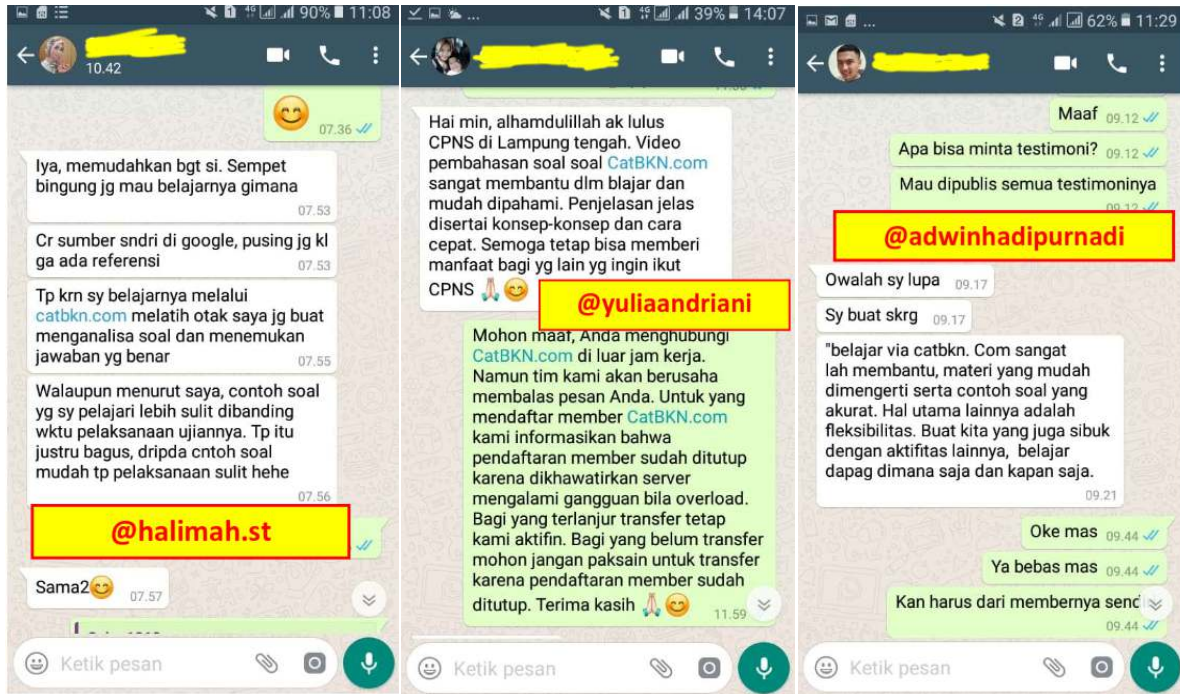 90% 11:08
10.42
07.36
Iya, memudahkan bgt si. Sempet
bingung jg mau belajarnya gimana
07.53
Cr sumber sndri di google, pusing jg kl
ga ada referensi
07.53
Tp krn sy belajarnya melalui
catbkn.com melatih otak saya jg buat
menganalisa soal dan menemukan
jawaban yg benar
07.55
Walaupun menurut saya, contoh soal
yg sy pelajari lebih sulit dibanding
wktu pelaksanaan ujiannya. Tp itu
justru bagus, dripda cntoh soal
mudah tp pelaksanaan sulit hehe
07.56
@halimah.st
Sama2😊
07.57
Ketik pesan
39% 14:07
Hai min, alhamdulillah ak lulus
CPNS di Lampung tengah. Video
pembahasan soal soal CatBKN.com
sangat membantu dlm blajar dan
mudah dipahami. Penjelasan jelas
disertai konsep-konsep dan cara
cepat. Semoga tetap bisa memberi
manfaat bagi yg lain yg ingin ikut
CPNS 🙏😊
@yuliaandriani
Mohon maaf, Anda menghubungi
CatBKN.com di luar jam kerja.
Namun tim kami akan berusaha
membalas pesan Anda. Untuk yang
mendaftar member CatBKN.com
kami informasikan bahwa
pendaftaran member sudah ditutup
karena dikhawatirkan server
mengalami gangguan bila overload.
Bagi yang terlanjur transfer tetap
kami aktifin. Bagi yang belum transfer
mohon jangan paksain untuk transfer
karena pendaftaran member sudah
ditutup. Terima kasih 🙏😊
11.59
Ketik pesan
62% 11:29
Maaf 09.12
Apa bisa minta testimoni? 09.12
Mau dipublis semua testimoninya
09.12
@adwinhadipurnadi
Owalah sy lupa 09.17
Sy buat skrg 09.17
"belajar via catbkn. Com sangat
lah membantu, materi yang mudah
dimengerti serta contoh soal yang
akurat. Hal utama lainnya adalah
fleksibilitas. Buat kita yang juga sibuk
dengan aktifitas lainnya, belajar
dapag dimana saja dan kapan saja.
09.21
Oke mas 09.44
Ya bebas mas 09.44
Kan harus dari membernya
09.44
Ketik pesan